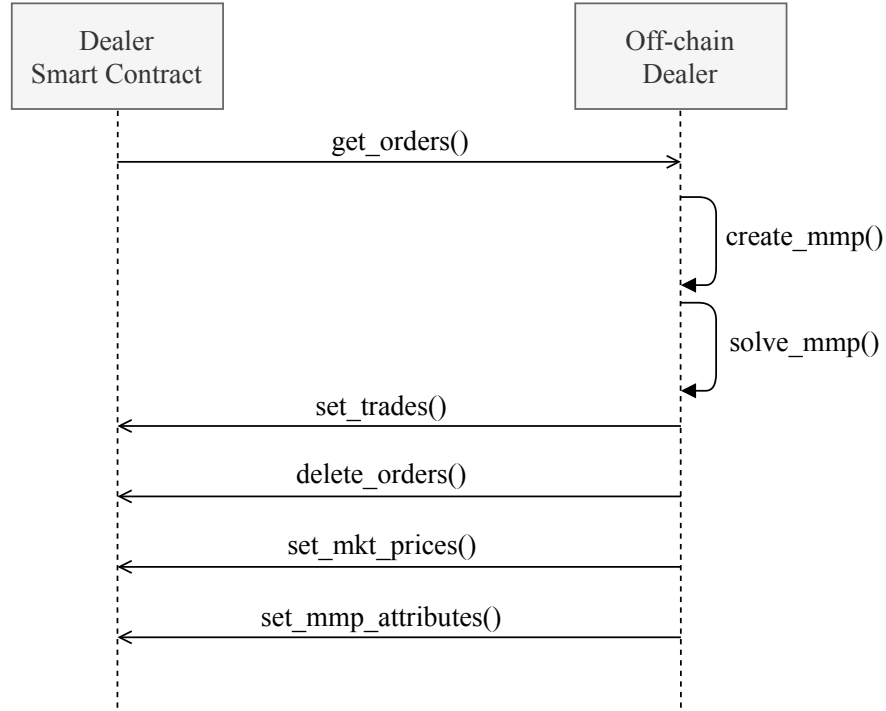 Dealer
Smart Contract
Off-chain
Dealer
get_orders()
create_mmp()
solve_mmp()
set_trades()
delete_orders()
set_mkt_prices()
set_mmp_attributes()